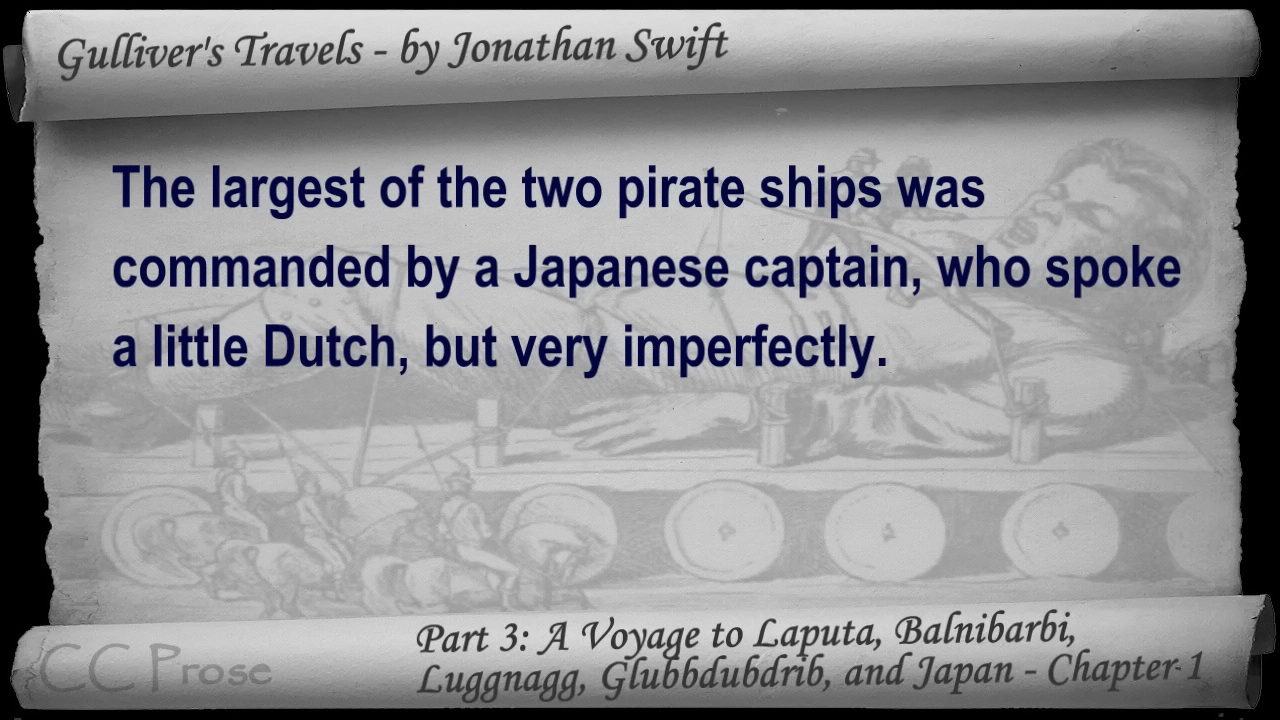 Gulliver's Travels - by Jonathan Swift
The largest of the two pirate ships was
commanded by a Japanese captain, who spoke
a little Dutch, but very imperfectly.
Part 3: A Voyage to Laputa, Balnibarbi,
Luggnagg, Glubbdubdrib, and Japan - Chapter 1
CC Prose